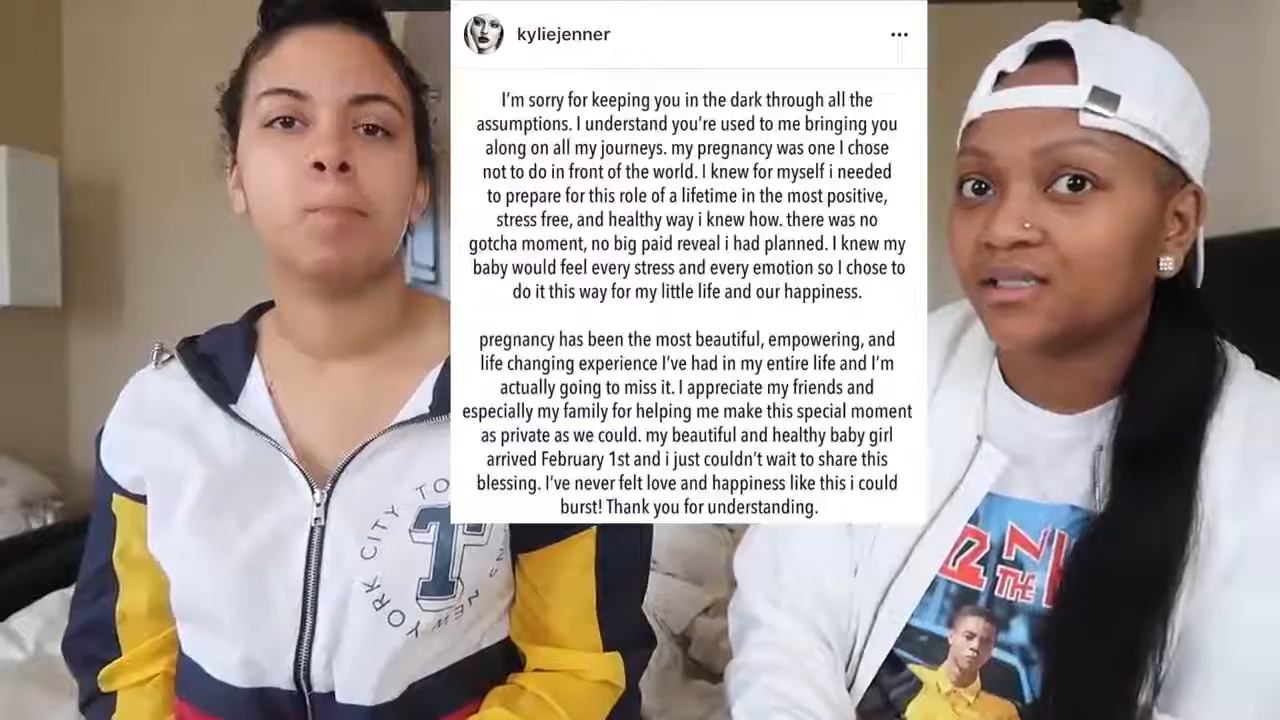 kyliejenner
I'm sorry for keeping you in the dark through all the
assumptions. I understand you're used to me bringing you
along on all my journeys. my pregnancy was one I chose
not to do in front of the world. I knew for myself i needed
to prepare for this role of a lifetime in the most positive,
stress free, and healthy way i knew how. there was no
gotcha moment, no big paid reveal i had planned. I knew my
baby would feel every stress and every emotion so I chose to
do it this way for my little life and our happiness.
pregnancy has been the most beautiful, empowering, and
life changing experience I've had in my entire life and I'm
actually going to miss it. I appreciate my friends and
especially my family for helping me make this special moment
as private as we could. my beautiful and healthy baby girl
arrived February 1st and i just couldn't wait to share this
blessing. I've never felt love and happiness like this i could
burst! Thank you for understanding.
TO
NEW YORK CITY
T
THE